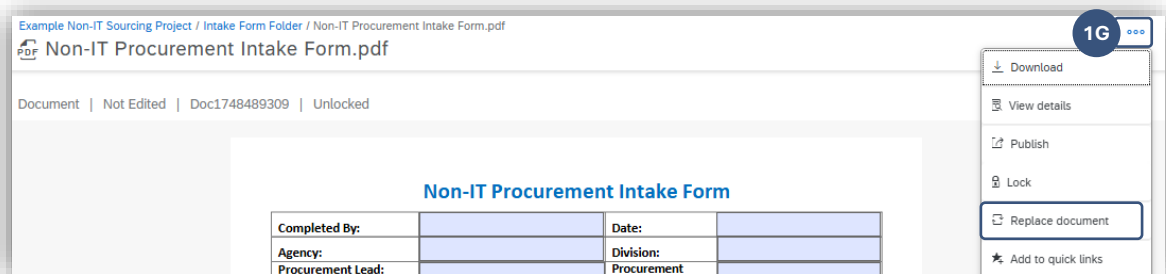 Example Non-IT Sourcing Project / Intake Form Folder / Non-IT Procurement Intake Form.pdf
PDF Non-IT Procurement Intake Form.pdf
1G
Download
View details
Publish
Lock
Replace document
Add to quick links
Document | Not Edited | Doc1748489309 | Unlocked
Non-IT Procurement Intake Form
Completed By: Date:
Agency: Division:
Procurement Lead: Procurement